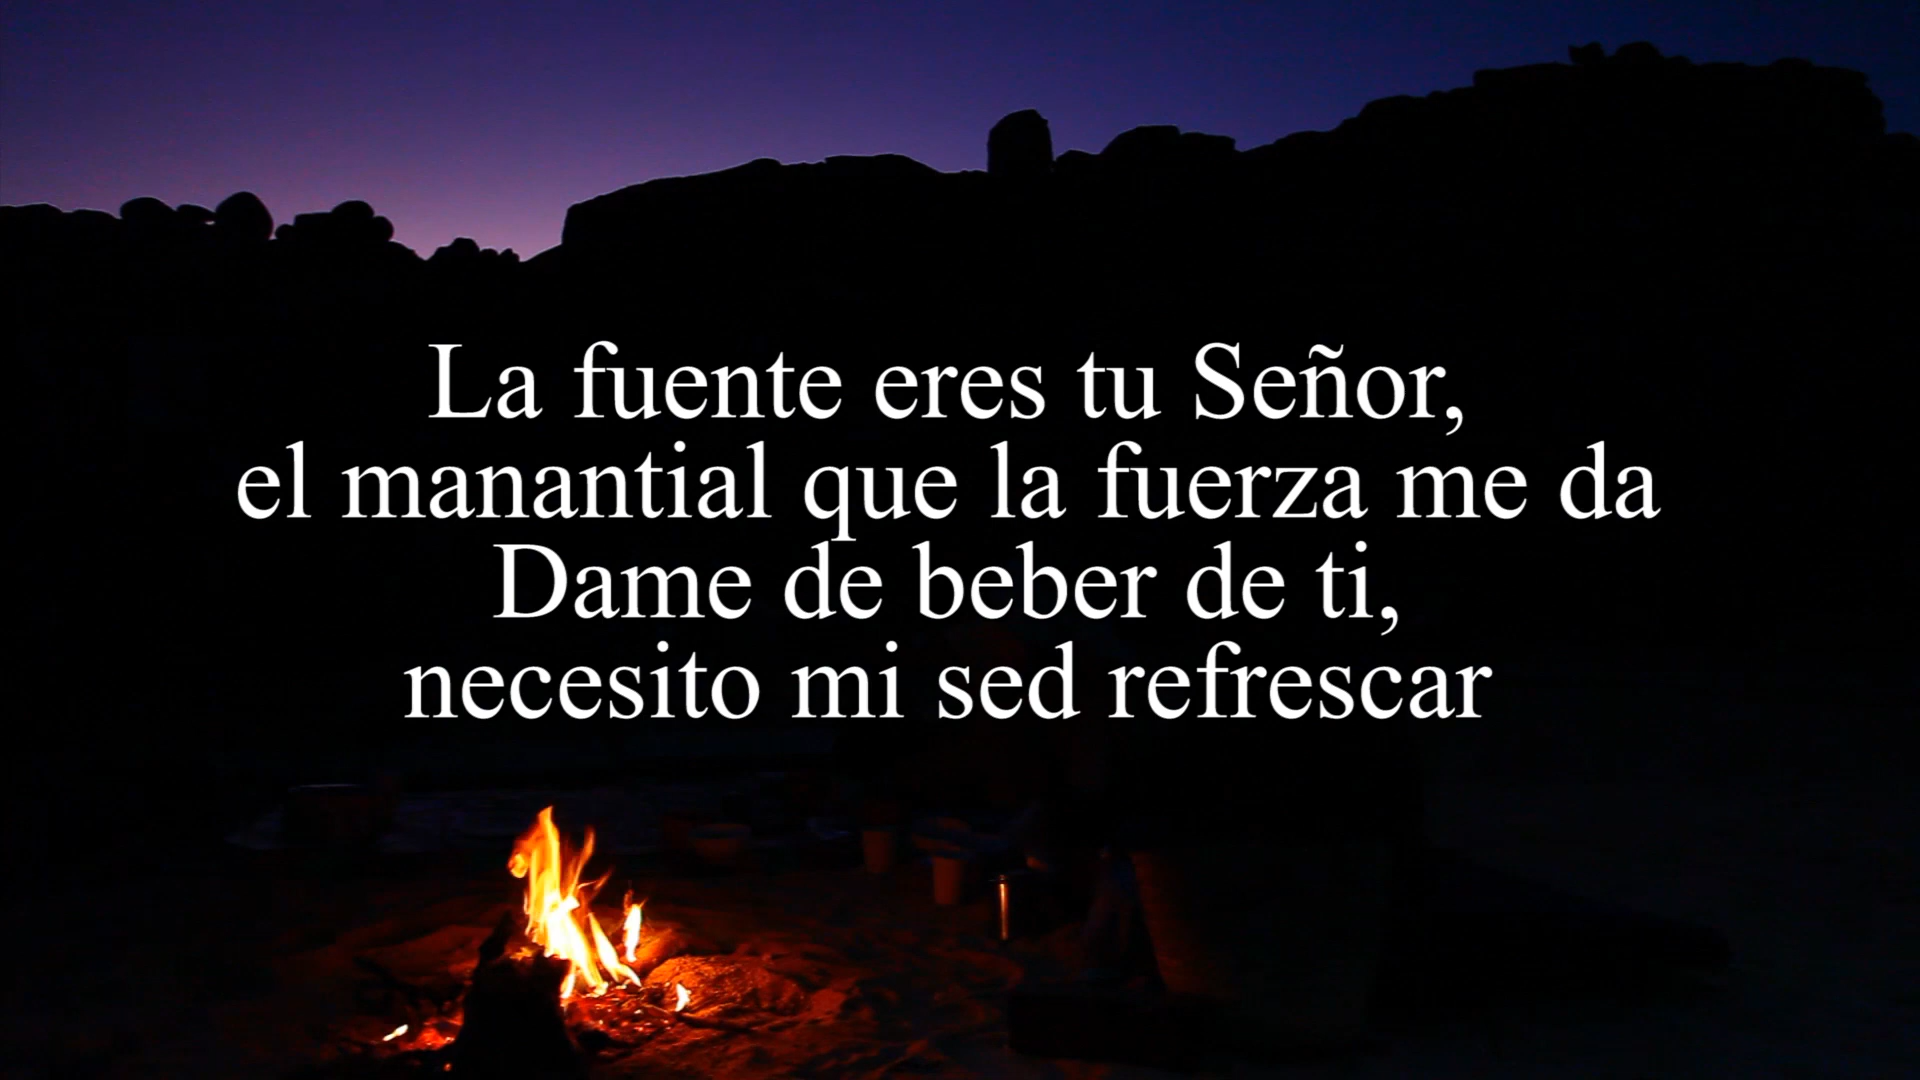 La fuente eres tu Señor,
el manantial que la fuerza me da
Dame de beber de ti,
necesito mi sed refrescar